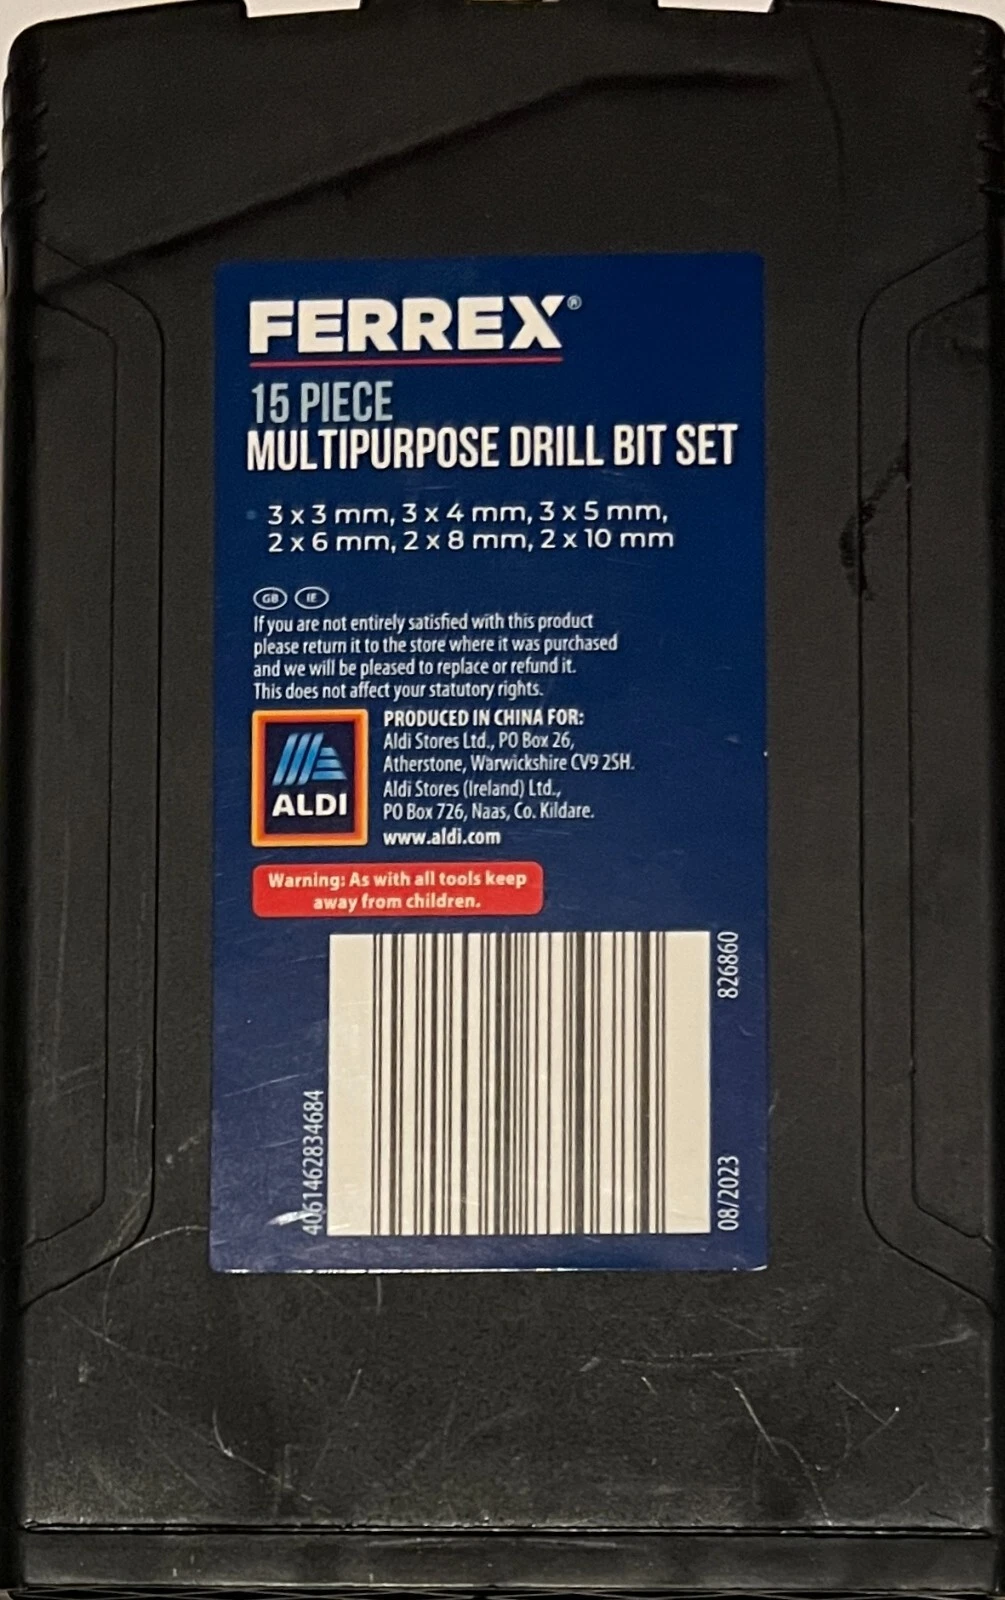 FERREX®
15 PIECE
MULTIPURPOSE DRILL BIT SET
3 x 3 mm, 3 x 4 mm, 3 x 5 mm,
2 x 6 mm, 2 x 8 mm, 2 x 10 mm
GB IE
If you are not entirely satisfied with this product
please return it to the store where it was purchased
and we will be pleased to replace or refund it.
This does not affect your statutory rights.
PRODUCED IN CHINA FOR:
Aldi Stores Ltd., PO Box 26,
Atherstone, Warwickshire CV9 2SH.
Aldi Stores (Ireland) Ltd.,
PO Box 726, Naas, Co. Kildare.
www.aldi.com
ALDI
Warning: As with all tools keep
away from children.
4061462834684
826860
08/2023